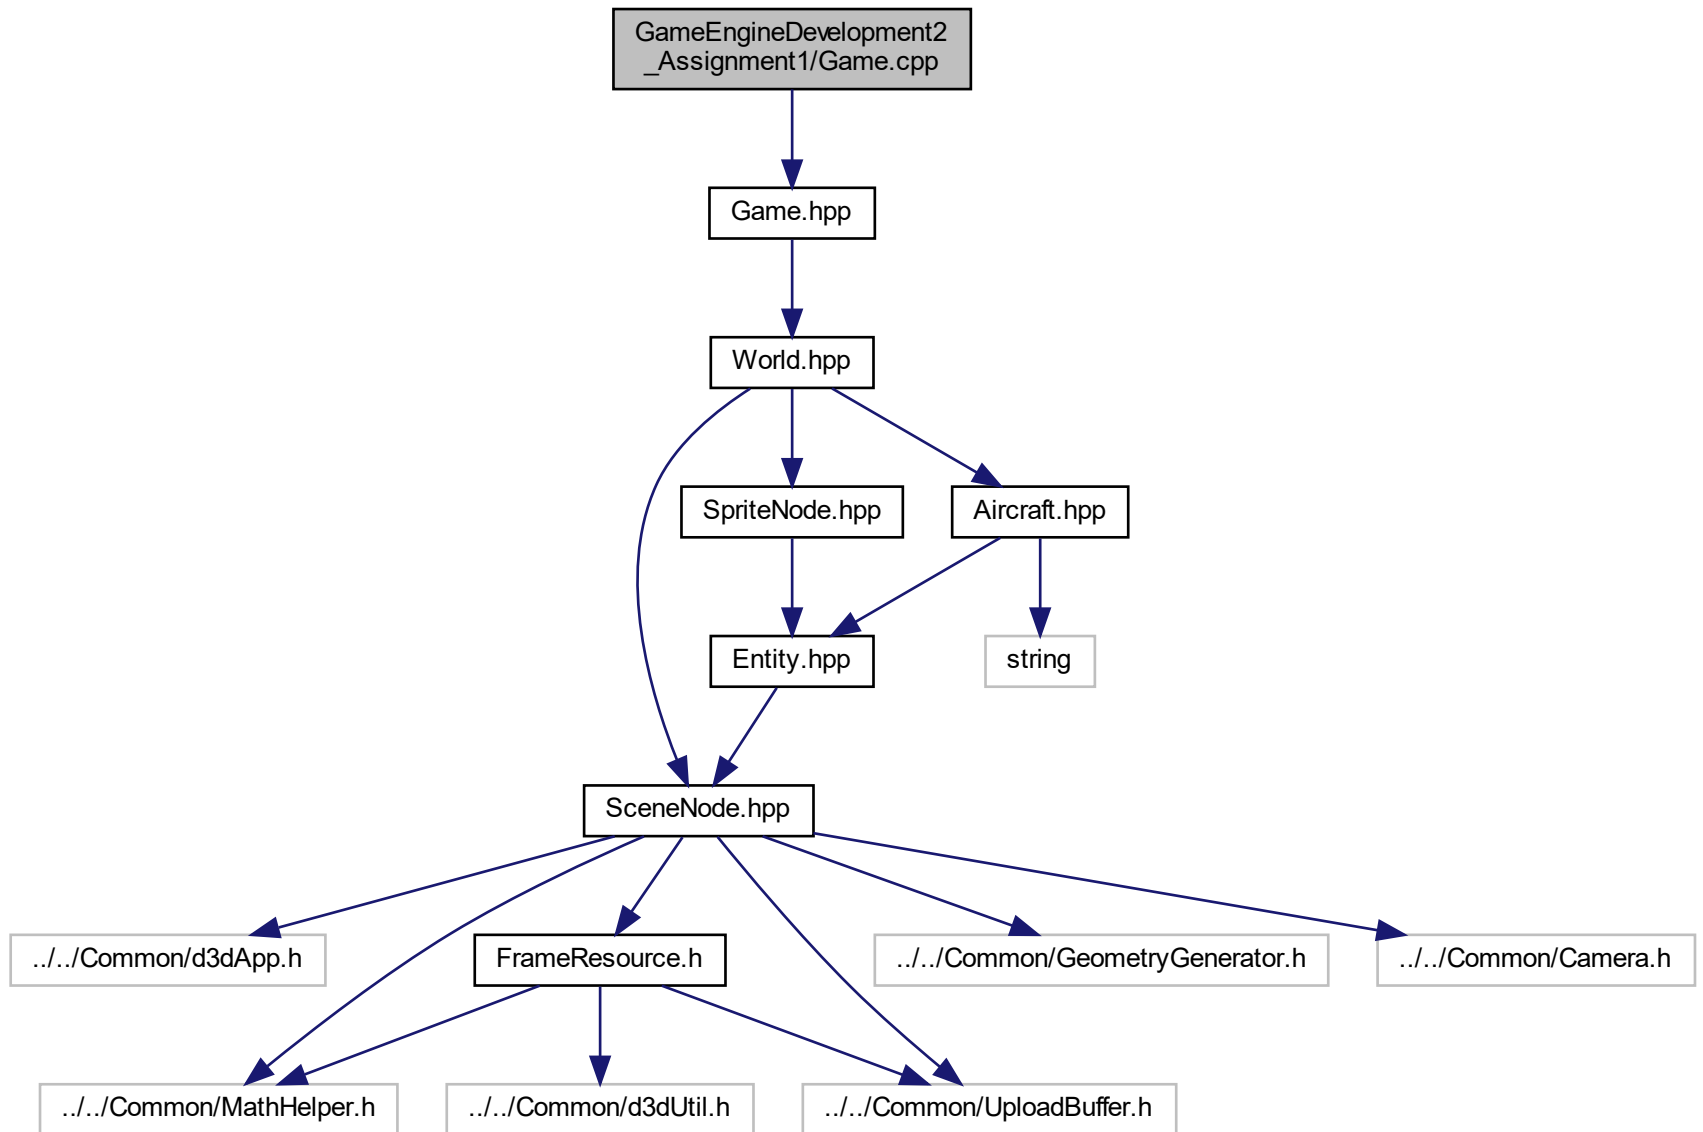 GameEngineDevelopment2
_Assignment1/Game.cpp
Game.hpp
World.hpp
SpriteNode.hpp
Aircraft.hpp
Entity.hpp
string
SceneNode.hpp
../../Common/d3dApp.h
FrameResource.h
../../Common/GeometryGenerator.h
../../Common/Camera.h
../../Common/MathHelper.h
../../Common/d3dUtil.h
../../Common/UploadBuffer.h